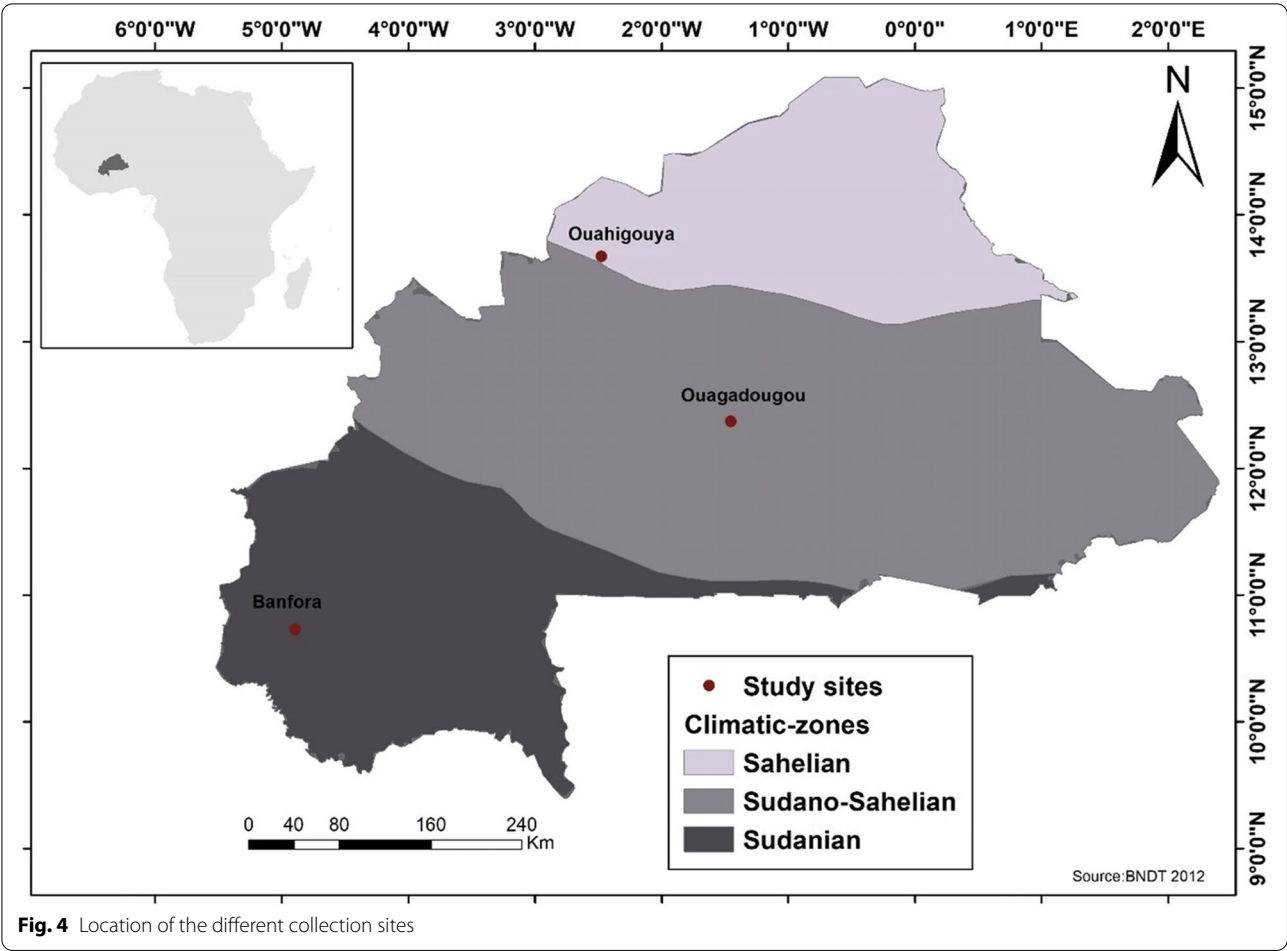 6°0'0"W 5°0'0"W 4°0'0"W 3°0'0"W 2°0'0"W 1°0'0"W 0°0'0" 1°0'0"E 2°0'0"E
N
15°0'0"N
14°0'0"N
13°0'0"N
12°0'0"N
11°0'0"N
10°0'0"N
9°0'0"N
Ouahigouya
Ouagadougou
Banfora
Study sites
Climatic-zones
Sahelian
Sudano-Sahelian
Sudanian
0 40 80 160 240
Km
Source:BNDT 2012
Fig. 4 Location of the different collection sites